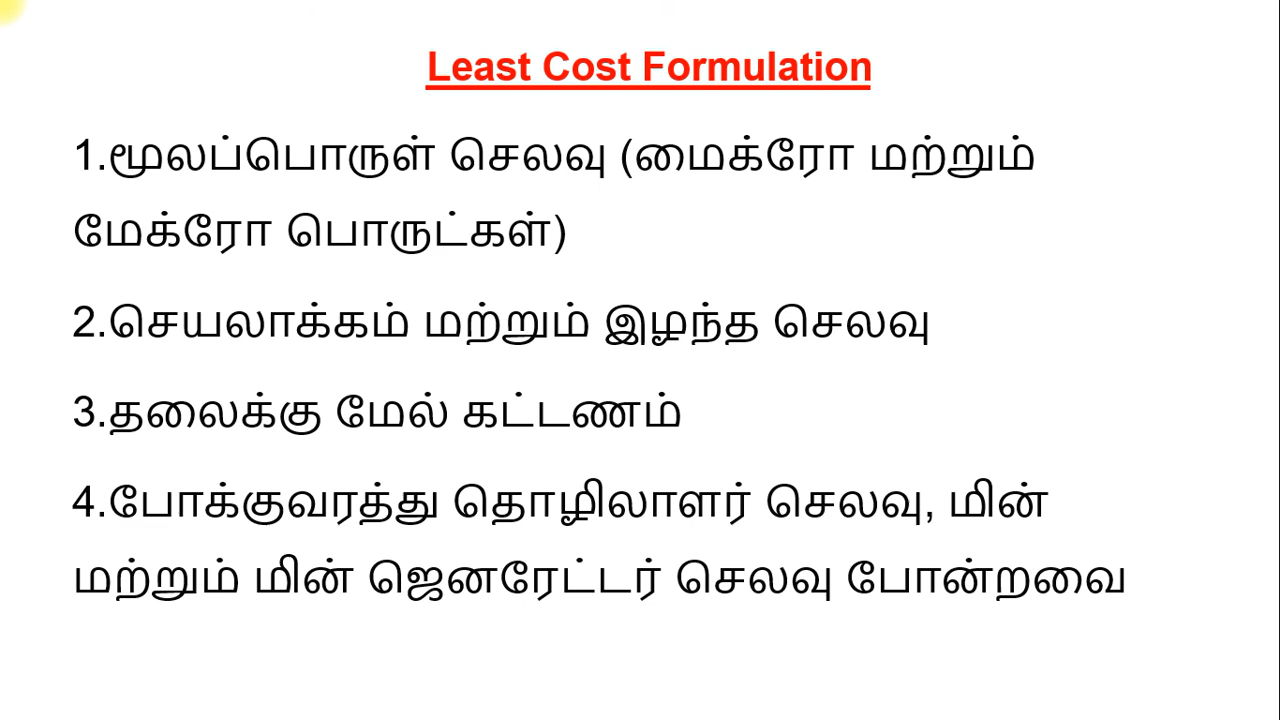 Least Cost Formulation
1.மூலப்பொருள் செலவு (மைக்ரோ மற்றும்
மேக்ரோ பொருட்கள்)
2.செயலாக்கம் மற்றும் இழந்த செலவு
3.தலைக்கு மேல் கட்டணம்
4.போக்குவரத்து தொழிலாளர் செலவு, மின்
மற்றும் மின் ஜெனரேட்டர் செலவு போன்றவை